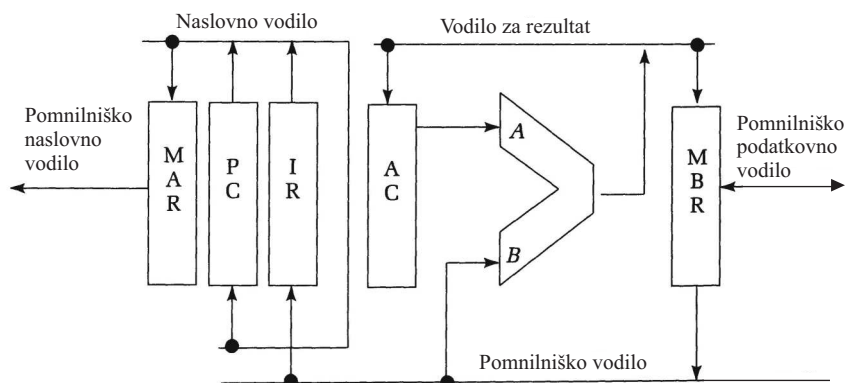 Naslovno vodilo
Vodilo za rezultat
Pomnilniško
naslovno
vodilo
M
A
R
P
C
I
R
A
C
A
B
M
B
R
Pomnilniško
podatkovno
vodilo
Pomnilniško vodilo